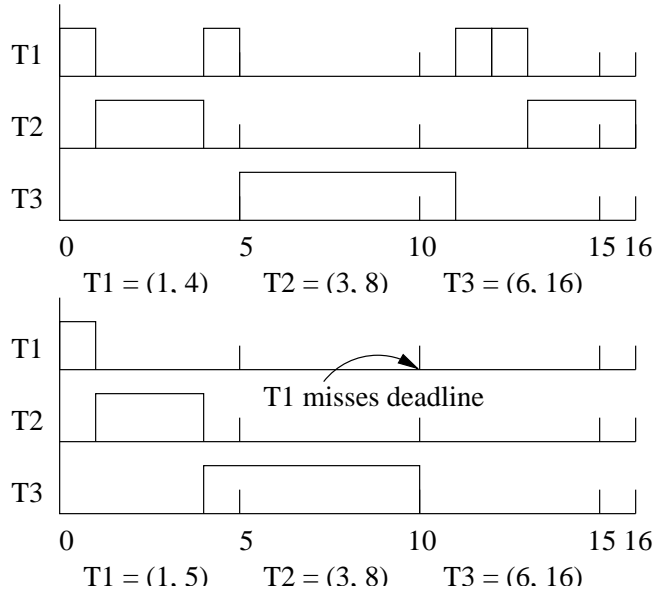 T1
T2
T3
0 5 10 15 16
T1 = (1, 4) T2 = (3, 8) T3 = (6, 16)
T1
T1 misses deadline
T2
T3
0 5 10 15 16
T1 = (1, 5) T2 = (3, 8) T3 = (6, 16)